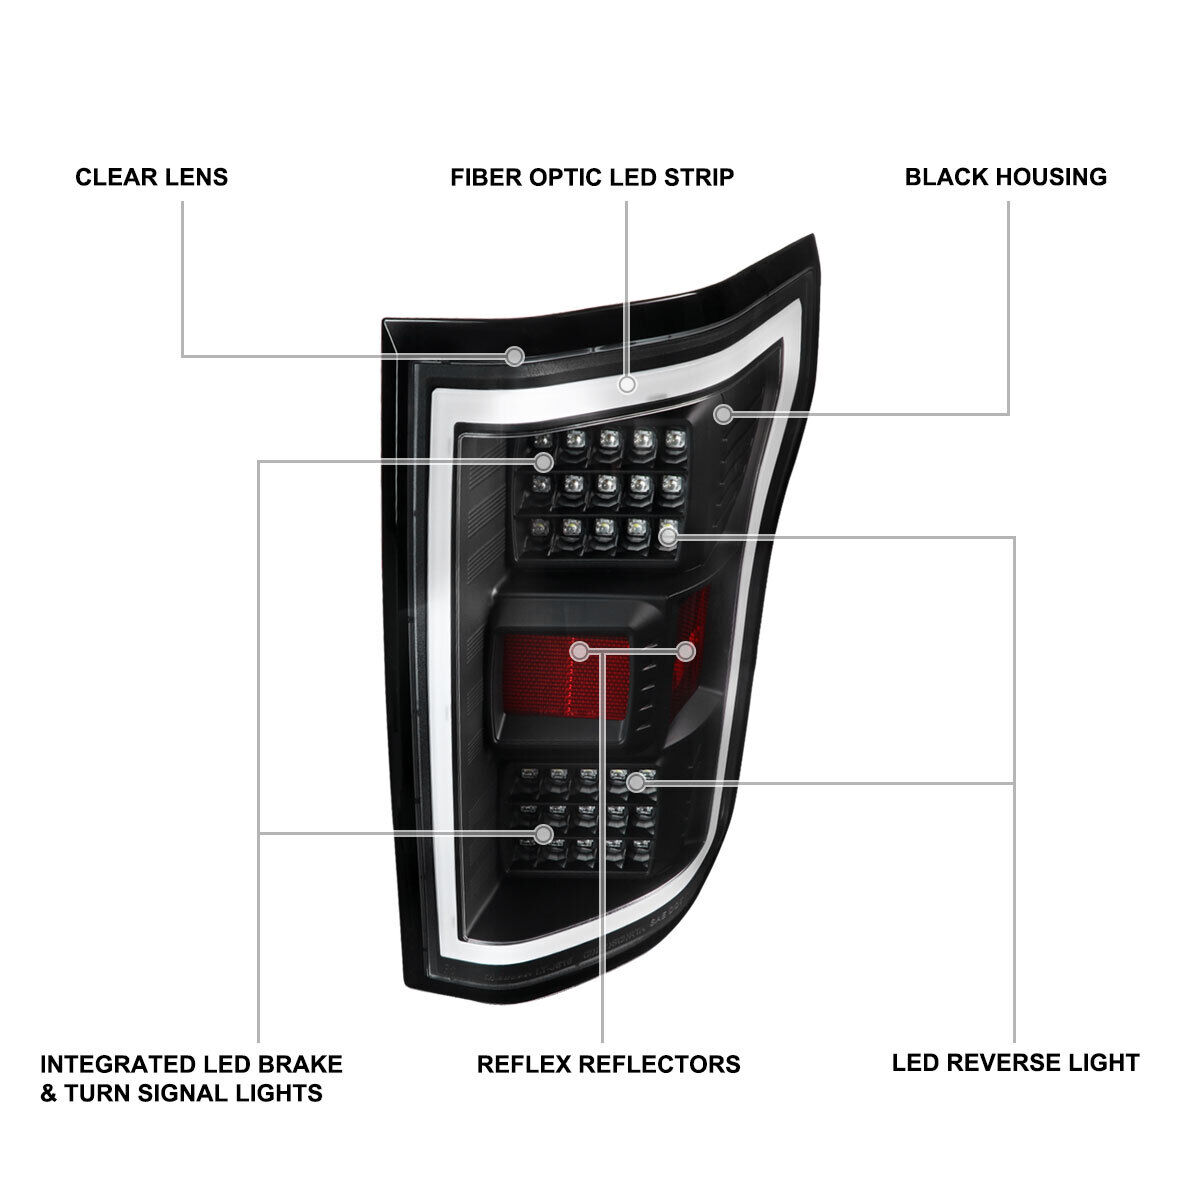 CLEAR LENS
FIBER OPTIC LED STRIP
BLACK HOUSING
INTEGRATED LED BRAKE
& TURN SIGNAL LIGHTS
REFLEX REFLECTORS
LED REVERSE LIGHT